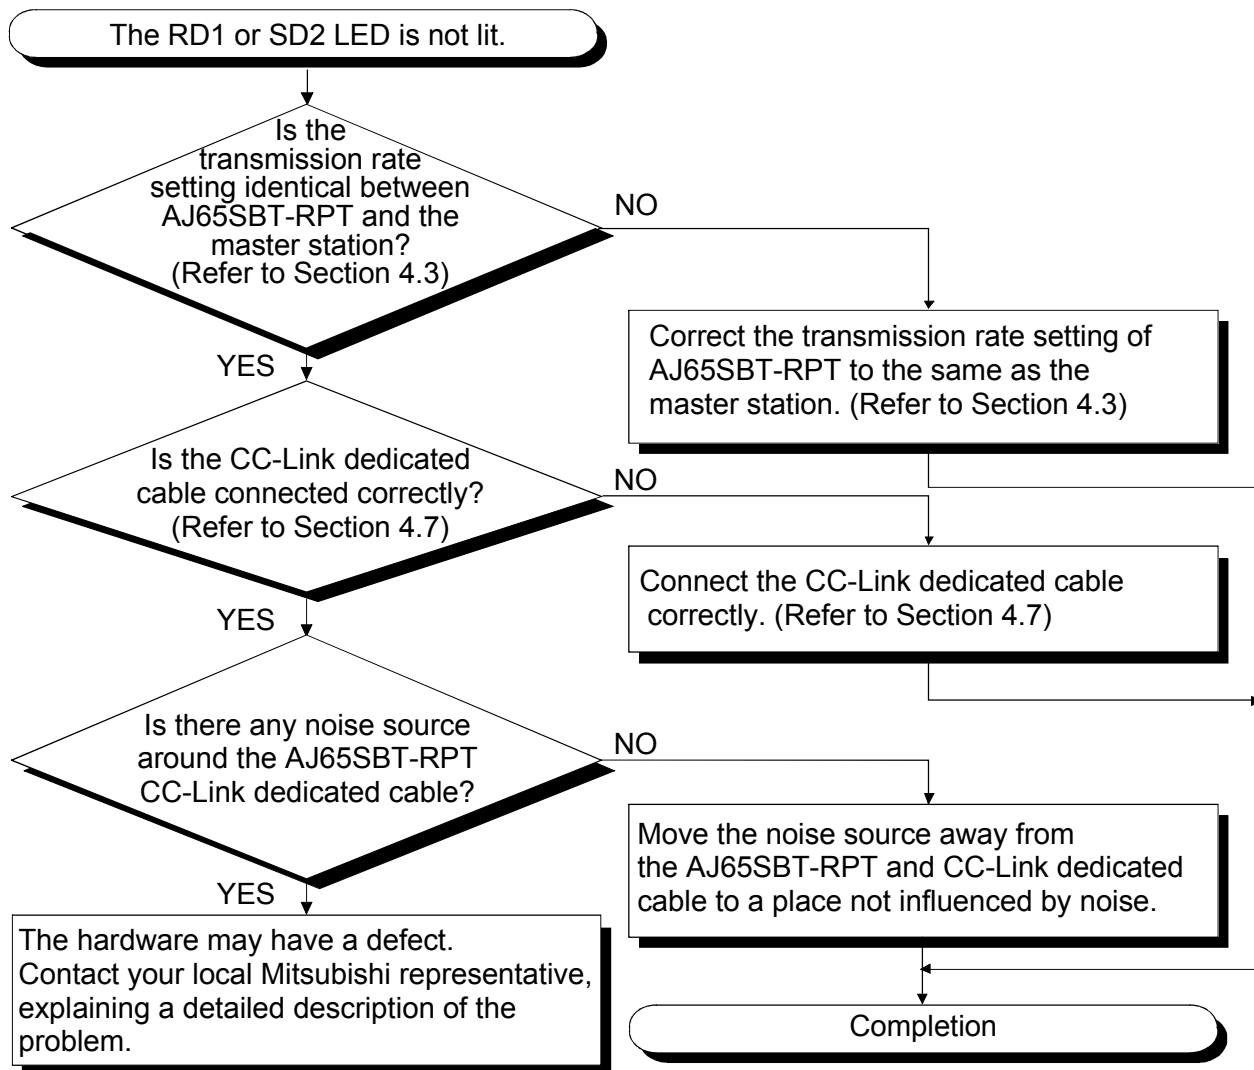 The RD1 or SD2 LED is not lit.
Is the
transmission rate
setting identical between
AJ65SBT-RPT and the
master station?
(Refer to Section 4.3)
NO
YES
Correct the transmission rate setting of
AJ65SBT-RPT to the same as the
master station. (Refer to Section 4.3)
Is the CC-Link dedicated
cable connected correctly?
(Refer to Section 4.7)
NO
YES
Connect the CC-Link dedicated cable
correctly. (Refer to Section 4.7)
Is there any noise source
around the AJ65SBT-RPT
CC-Link dedicated cable?
NO
YES
Move the noise source away from
the AJ65SBT-RPT and CC-Link dedicated
cable to a place not influenced by noise.
The hardware may have a defect.
Contact your local Mitsubishi representative,
explaining a detailed description of the
problem.
Completion